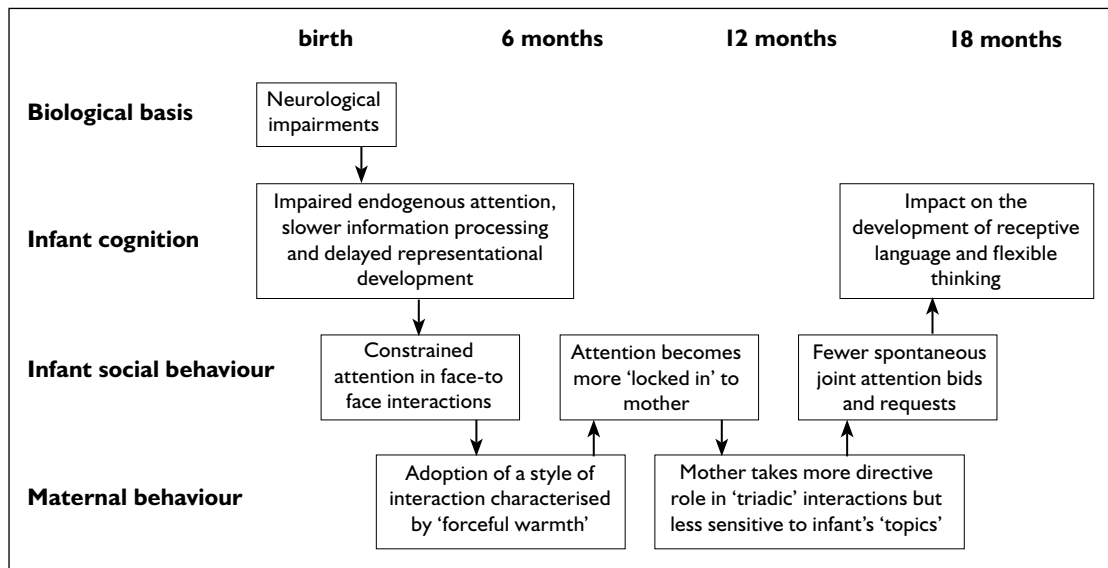 birth 6 months 12 months 18 months
Biological basis
Neurological
impairments
Infant cognition
Impaired endogenous attention,
slower information processing
and delayed representational
development
Impact on the
development of receptive
language and flexible
thinking
Infant social behaviour
Constrained
attention in face-to
face interactions
Attention becomes
more ‘locked in’ to
mother
Fewer spontaneous
joint attention bids
and requests
Maternal behaviour
Adoption of a style of
interaction characterised
by ‘forceful warmth’
Mother takes more directive
role in ‘triadic’ interactions but
less sensitive to infant’s ‘topics’